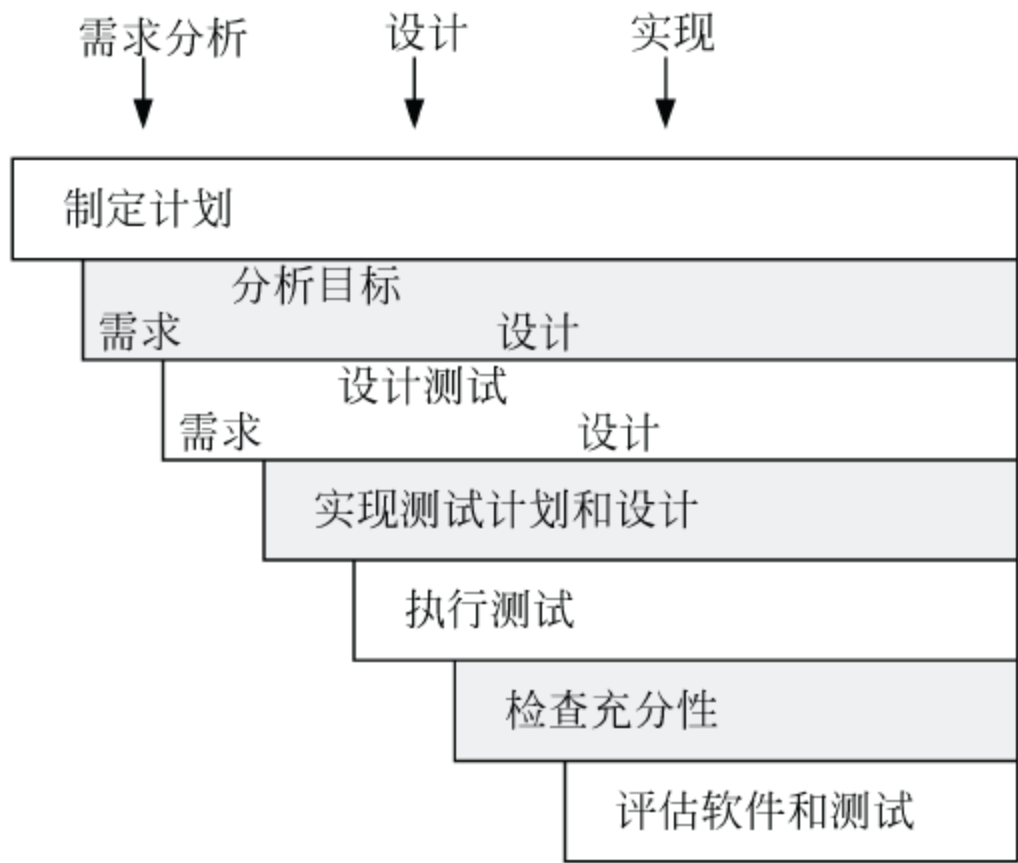 需求分析 设计 实现
制定计划
分析目标
需求 设计
设计测试
需求 设计
实现测试计划和设计
执行测试
检查充分性
评估软件和测试